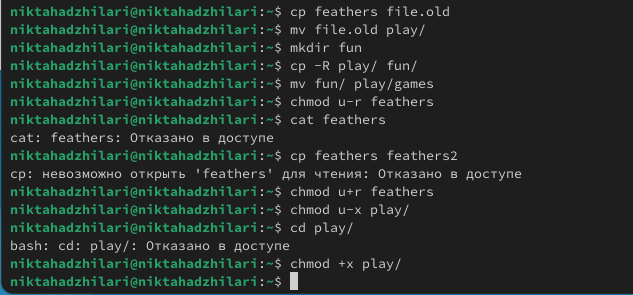 niktahadzhilari@niktahadzhilari:~$ cp feathers file.old
niktahadzhilari@niktahadzhilari:~$ mv file.old play/
niktahadzhilari@niktahadzhilari:~$ mkdir fun
niktahadzhilari@niktahadzhilari:~$ cp -R play/ fun/
niktahadzhilari@niktahadzhilari:~$ mv fun/ play/games
niktahadzhilari@niktahadzhilari:~$ chmod u-r feathers
niktahadzhilari@niktahadzhilari:~$ cat feathers
cat: feathers: Отказано в доступе
niktahadzhilari@niktahadzhilari:~$ cp feathers feathers2
cp: невозможно открыть 'feathers' для чтения: Отказано в доступе
niktahadzhilari@niktahadzhilari:~$ chmod u+r feathers
niktahadzhilari@niktahadzhilari:~$ chmod u-x play/
niktahadzhilari@niktahadzhilari:~$ cd play/
bash: cd: play/: Отказано в доступе
niktahadzhilari@niktahadzhilari:~$ chmod +x play/
niktahadzhilari@niktahadzhilari:~$